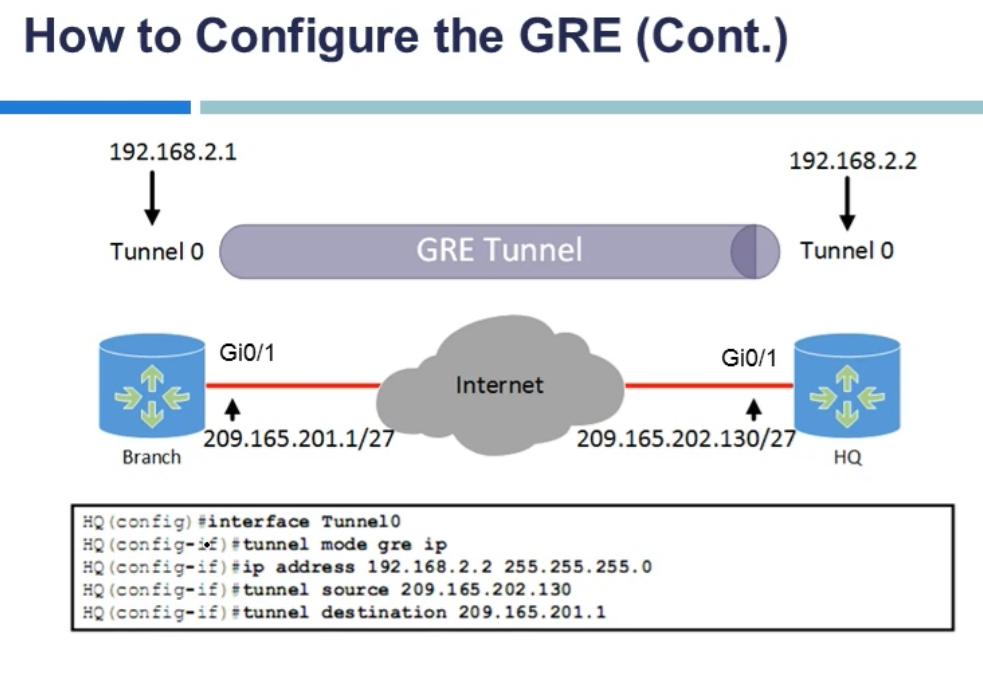 How to Configure the GRE (Cont.)
192.168.2.1
192.168.2.2
Tunnel 0
GRE Tunnel
Tunnel 0
Gi0/1
Gi0/1
Internet
209.165.201.1/27
209.165.202.130/27
Branch
HQ
HQ(config)#interface Tunnel0
HQ(config-if)#tunnel mode gre ip
HQ(config-if)#ip address 192.168.2.2 255.255.255.0
HQ(config-if)#tunnel source 209.165.202.130
HQ(config-if)#tunnel destination 209.165.201.1